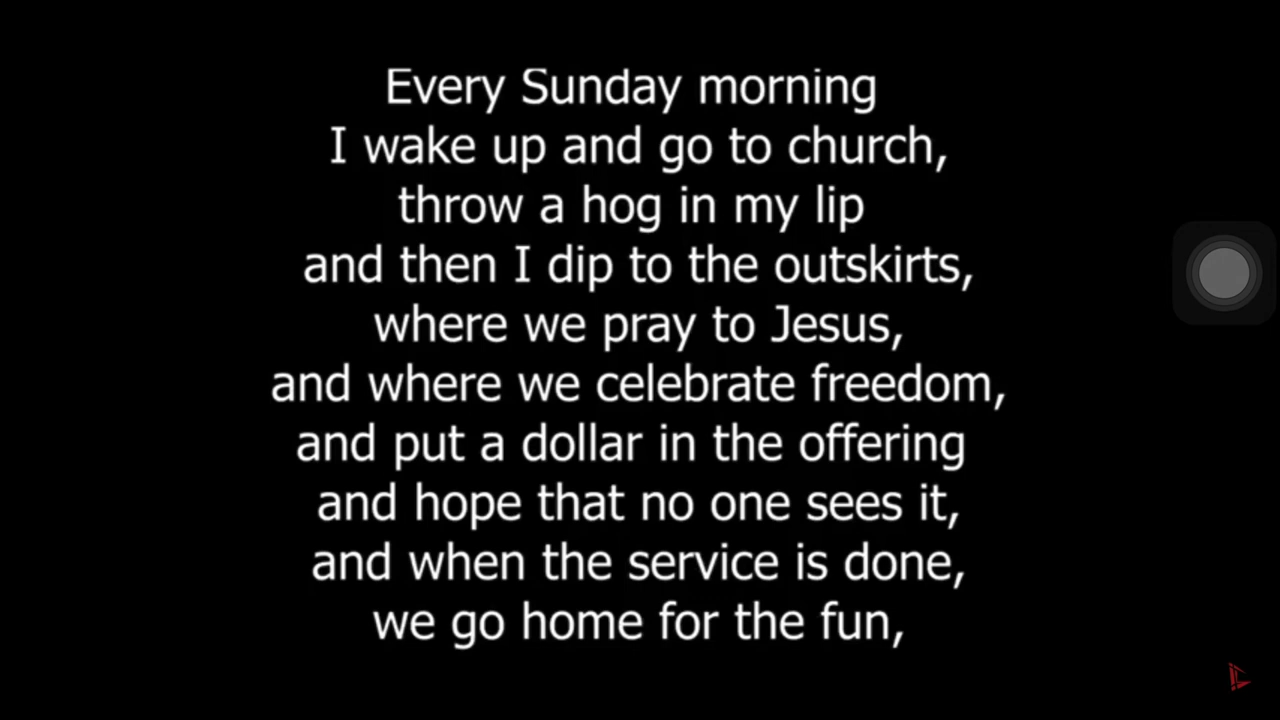 Every Sunday morning
I wake up and go to church,
throw a hog in my lip
and then I dip to the outskirts,
where we pray to Jesus,
and where we celebrate freedom,
and put a dollar in the offering
and hope that no one sees it,
and when the service is done,
we go home for the fun,